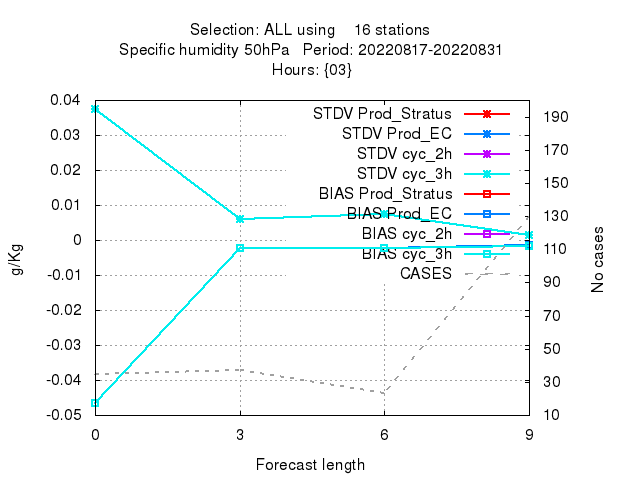 Selection: ALL using 16 stations
Specific humidity 50hPa Period: 20220817-20220831
Hours: {03}
0.04
0.03
0.02
0.01
0
-0.01
-0.02
-0.03
-0.04
-0.05
g/Kg
STDV Prod_Stratus
STDV Prod_EC
STDV cyc_2h
STDV cyc_3h
BIAS Prod_Stratus
BIAS Prod_EC
BIAS cyc_2h
BIAS cyc_3h
CASES
190
170
150
130
110
90
70
50
30
10
No cases
0 3 6 9
Forecast length